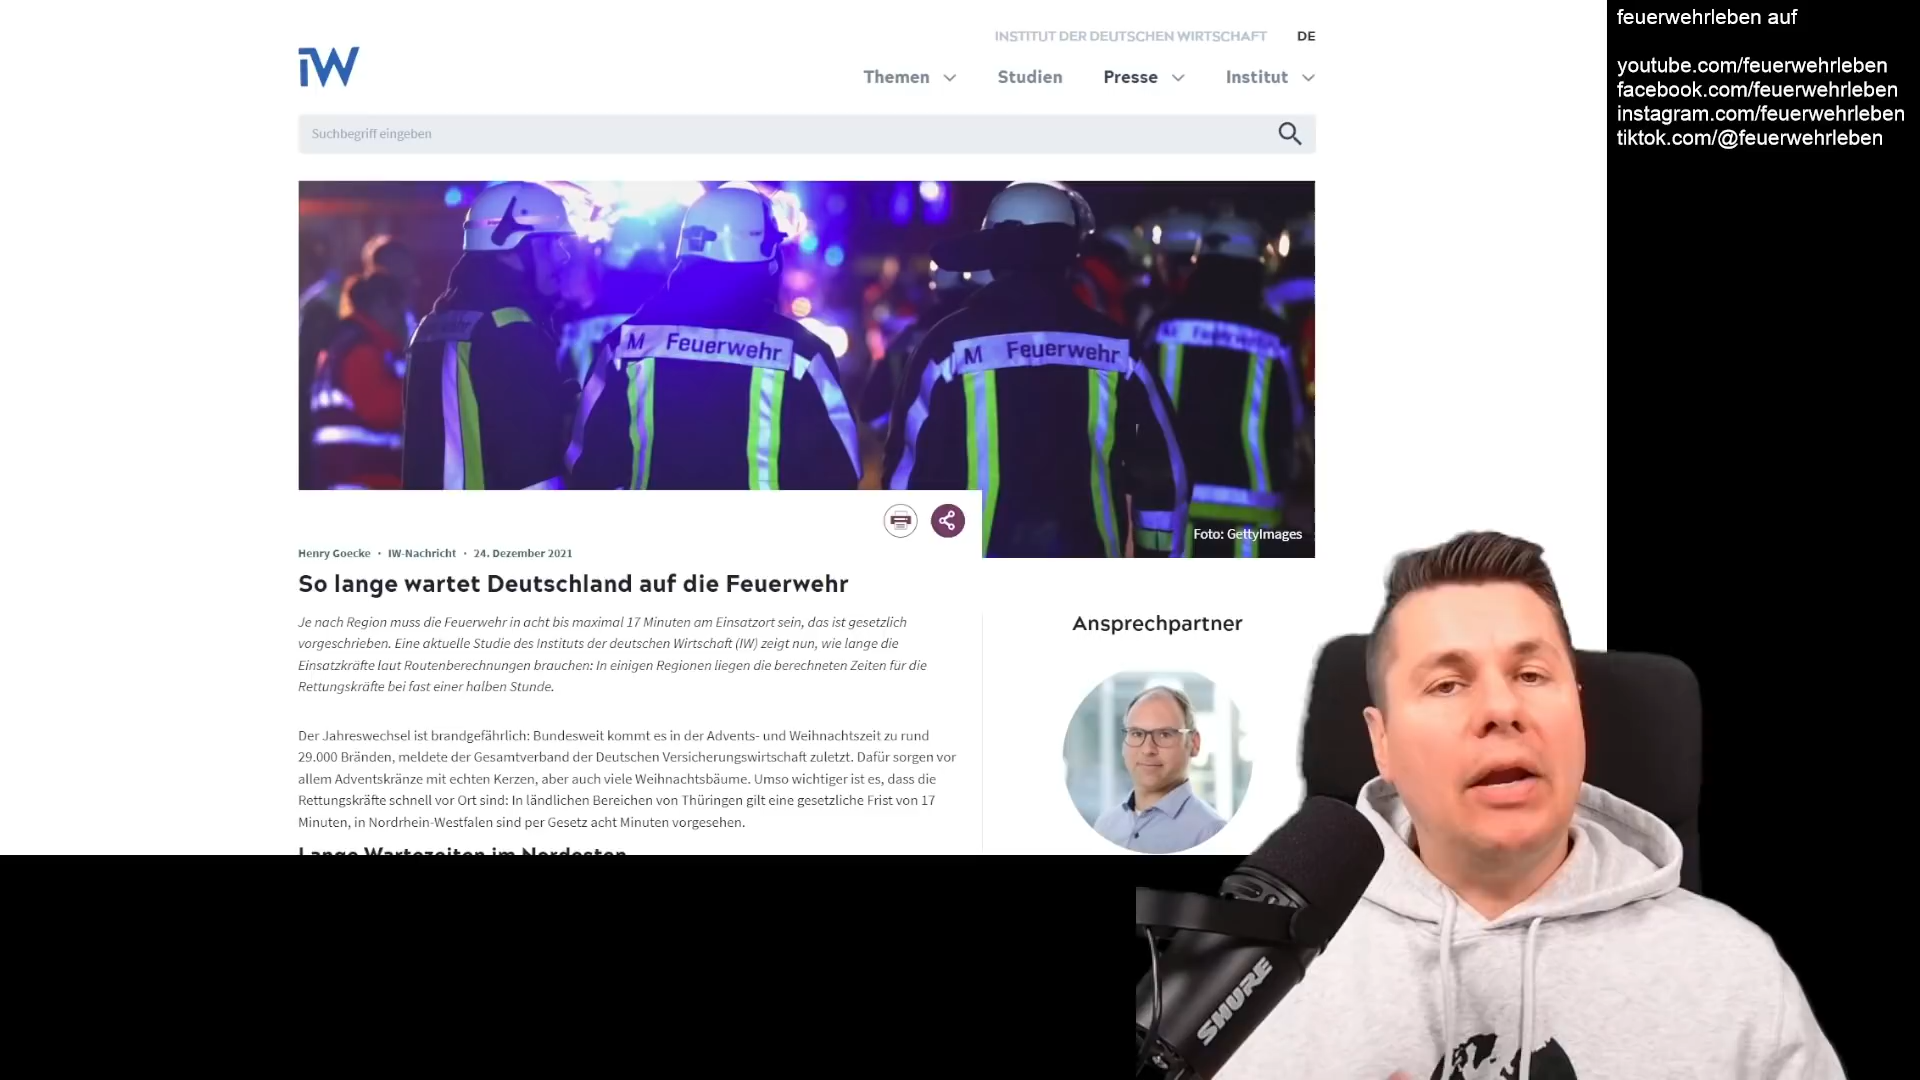 feuerwehrleben auf
youtube.com/feuerwehrleben
facebook.com/feuerwehrleben
instagram.com/feuerwehrleben
tiktok.com/@feuerwehrleben
iW
INSTITUT DER DEUTSCHEN WIRTSCHAFT DE
Themen Studien Presse Institut
Suchbegriff eingeben
M Feuerwehr
M Feuerwehr
Foto: GettyImages
Henry Goecke · IW-Nachricht · 24. Dezember 2021
So lange wartet Deutschland auf die Feuerwehr
Je nach Region muss die Feuerwehr in acht bis maximal 17 Minuten am Einsatzort sein, das ist gesetzlich
vorgeschrieben. Eine aktuelle Studie des Instituts der deutschen Wirtschaft (IW) zeigt nun, wie lange die
Einsatzkräfte laut Routenberechnungen brauchen: In einigen Regionen liegen die berechneten Zeiten für die
Rettungskräfte bei fast einer halben Stunde.
Der Jahreswechsel ist brandgefährlich: Bundesweit kommt es in der Advents- und Weihnachtszeit zu rund
29.000 Bränden, meldete der Gesamtverband der Deutschen Versicherungswirtschaft zuletzt. Dafür sorgen vor
allem Adventskränze mit echten Kerzen, aber auch viele Weihnachtsbäume. Umso wichtiger ist es, dass die
Rettungskräfte schnell vor Ort sind: In ländlichen Bereichen von Thüringen gilt eine gesetzliche Frist von 17
Minuten, in Nordrhein-Westfalen sind per Gesetz acht Minuten vorgesehen.
Lange Wartezeiten im Nordosten
Ansprechpartner
SHURE